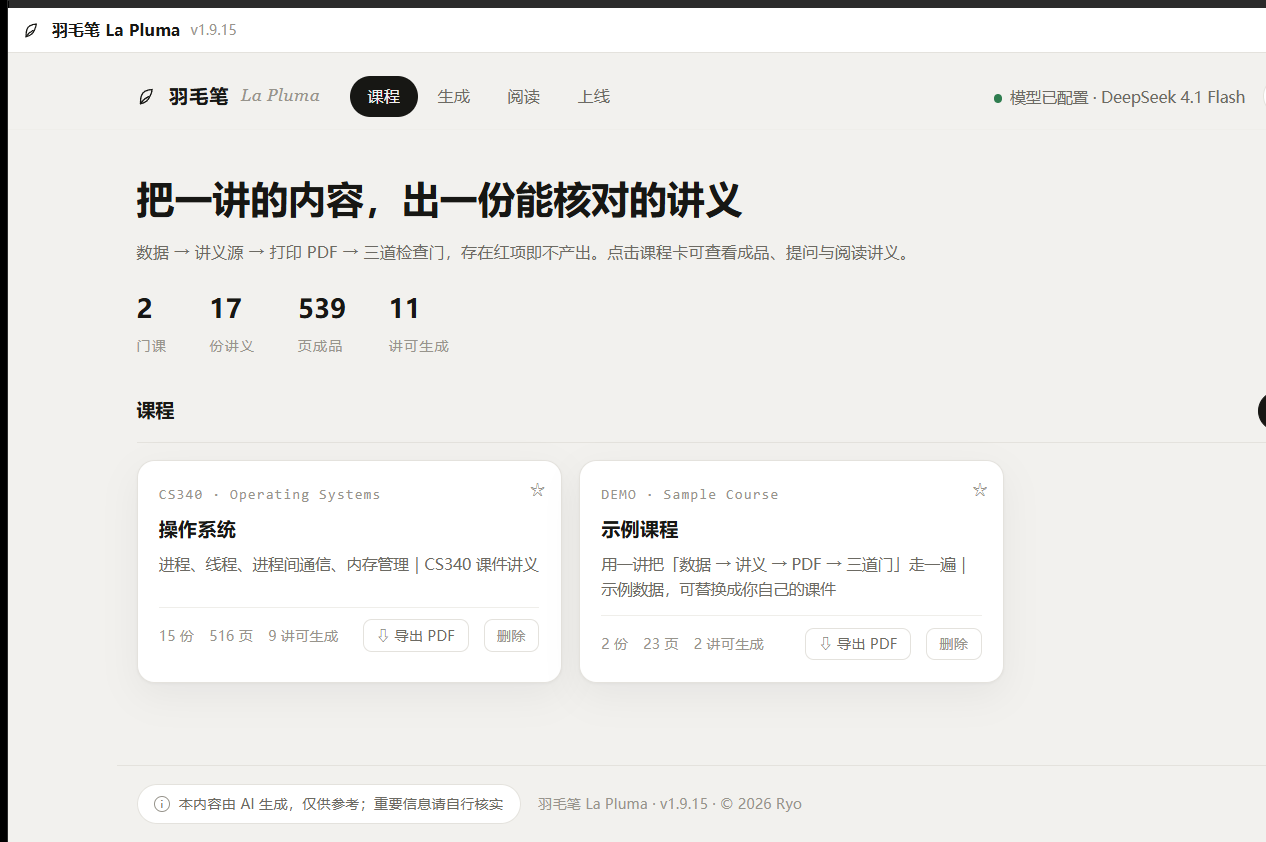 羽毛笔 La Pluma v1.9.15
羽毛笔 La Pluma 课程 生成 阅读 上线 模型已配置 · DeepSeek 4.1 Flash
把一讲的内容，出一份能核对的讲义
数据 → 讲义源 → 打印 PDF → 三道检查门，存在红项即不产出。点击课程卡可查看成品、提问与阅读讲义。
2 17 539 11
门课 份讲义 页成品 讲可生成
课程
CS340 · Operating Systems
操作系统
进程、线程、进程间通信、内存管理 | CS340 课件讲义
15 份 516 页 9 讲可生成 导出 PDF 删除
DEMO · Sample Course
示例课程
用一讲把「数据 → 讲义 → PDF → 三道门」走一遍 |
示例数据，可替换成你自己的课件
2 份 23 页 2 讲可生成 导出 PDF 删除
本内容由 AI 生成，仅供参考；重要信息请自行核实 羽毛笔 La Pluma · v1.9.15 · © 2026 Ryo